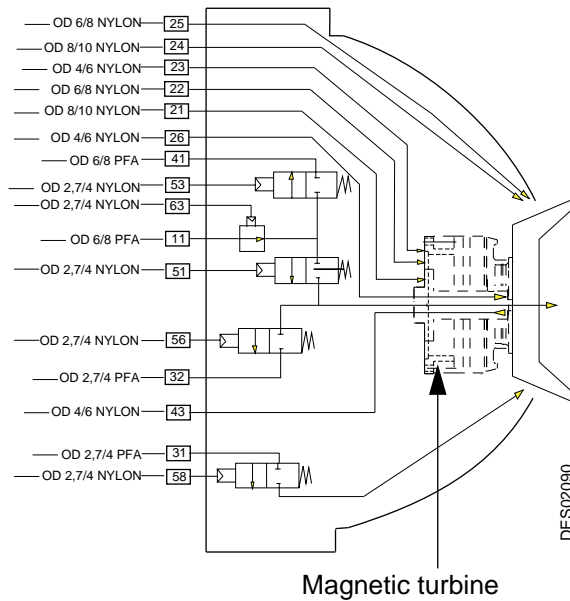 OD 6/8 NYLON 25
OD 8/10 NYLON 24
OD 4/6 NYLON 23
OD 6/8 NYLON 22
OD 8/10 NYLON 21
OD 4/6 NYLON 26
OD 6/8 PFA 41
OD 2,7/4 NYLON 53
OD 2,7/4 NYLON 63
OD 6/8 PFA 11
OD 2,7/4 NYLON 51
OD 2,7/4 NYLON 56
OD 2,7/4 PFA 32
OD 4/6 NYLON 43
OD 2,7/4 PFA 31
OD 2,7/4 NYLON 58
DES02090
Magnetic turbine